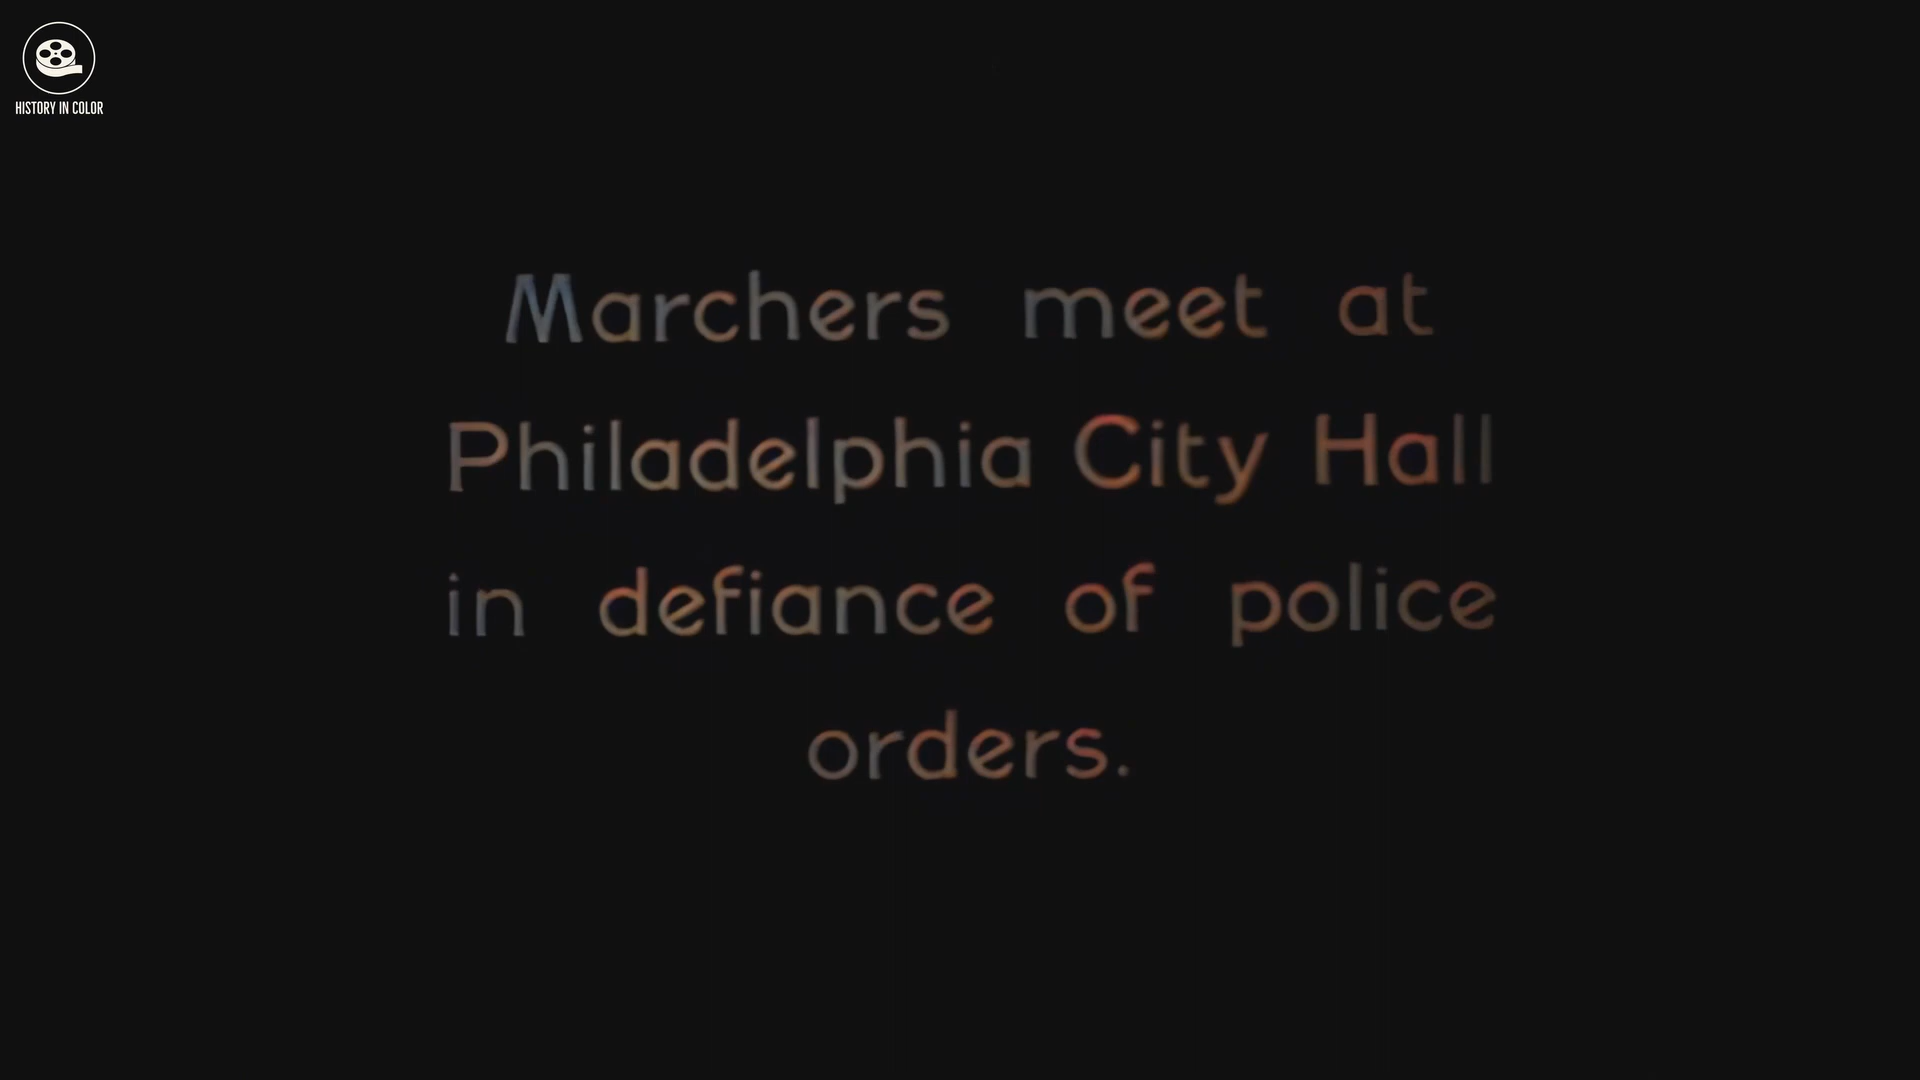 HISTORY IN COLOR
Marchers meet at
Philadelphia City Hall
in defiance of police
orders.